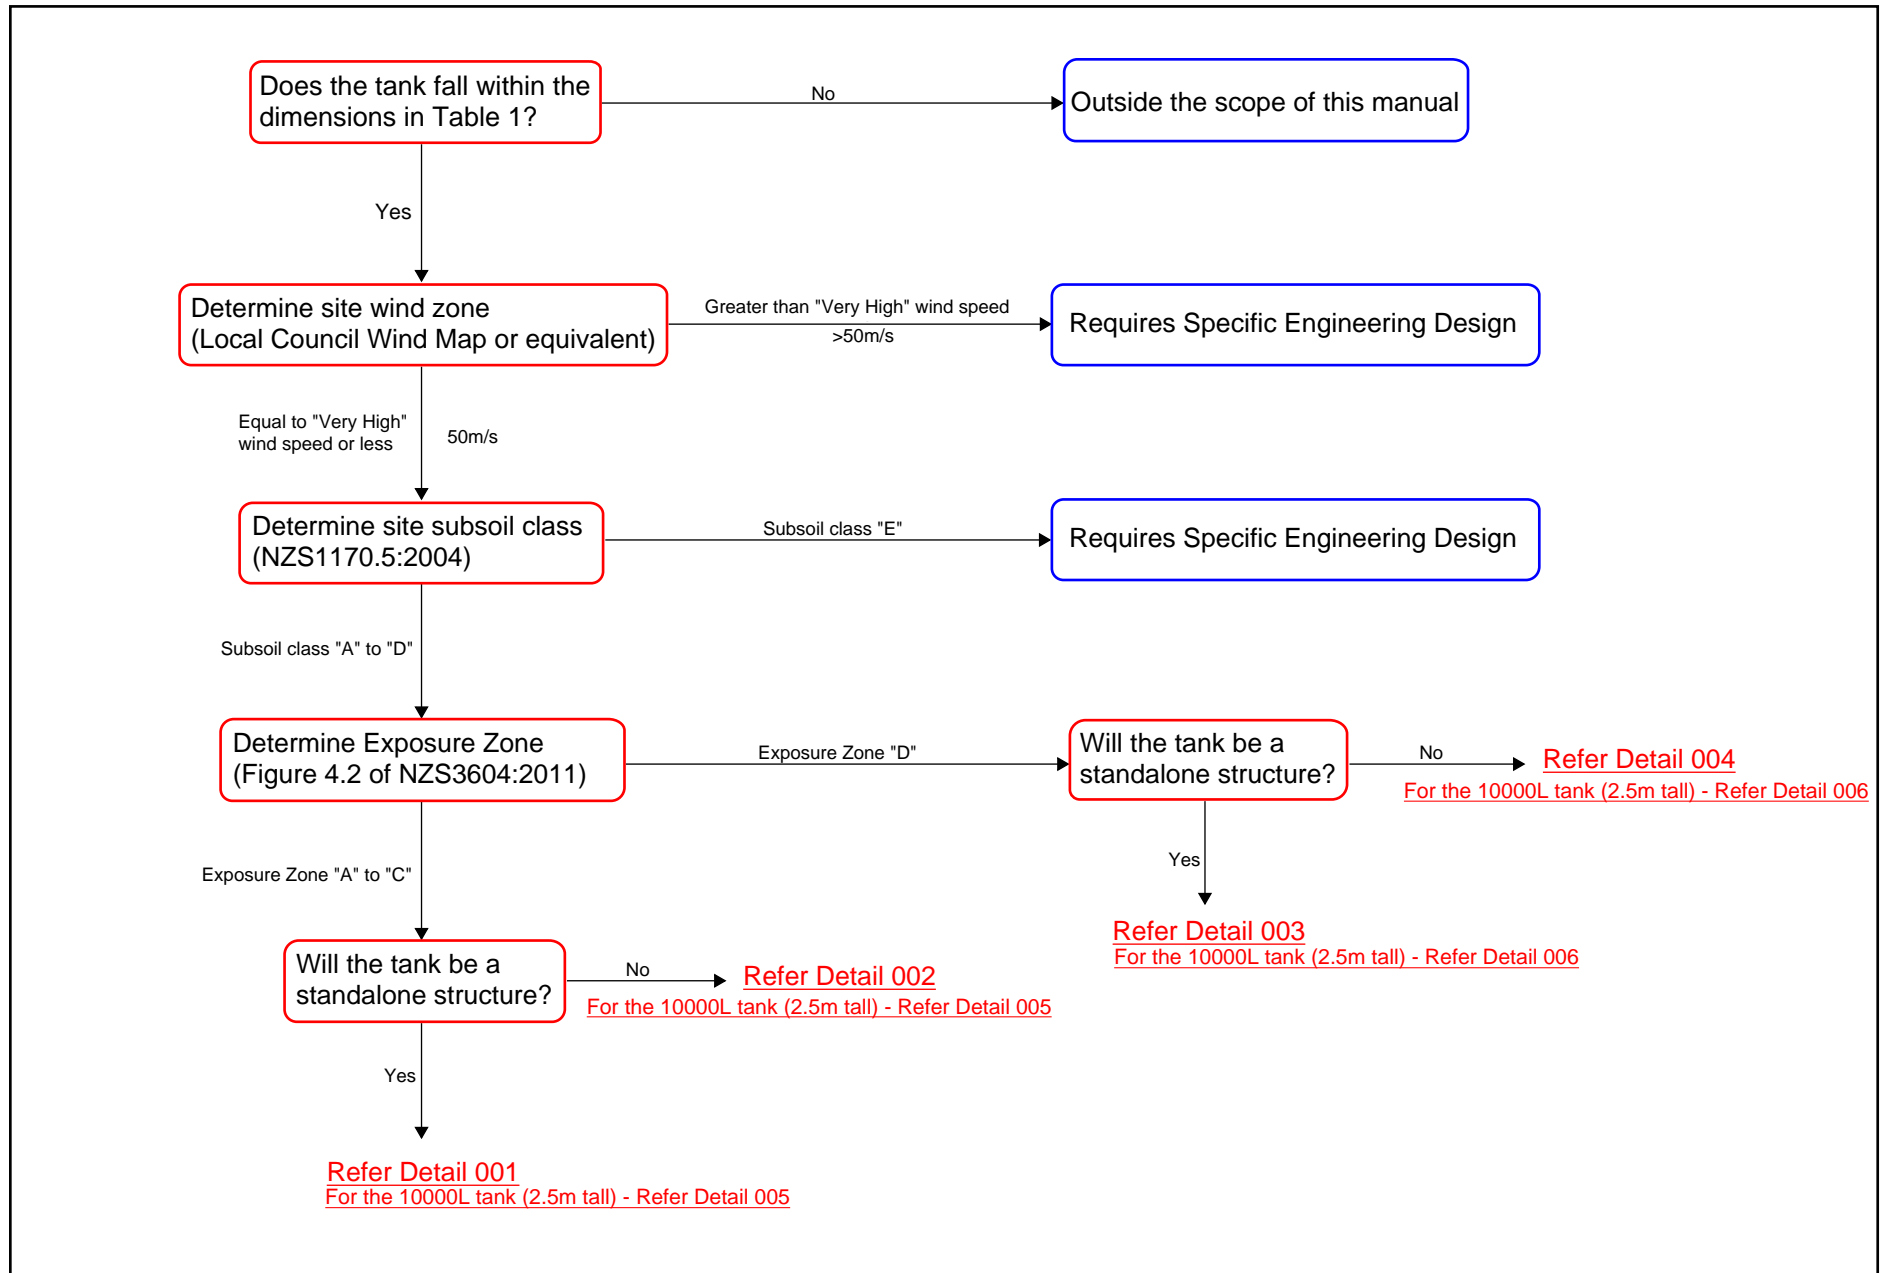 Does the tank fall within the
dimensions in Table 1?
No
Outside the scope of this manual
Yes
Determine site wind zone
(Local Council Wind Map or equivalent)
Greater than "Very High" wind speed
>50m/s
Requires Specific Engineering Design
Equal to "Very High"
wind speed or less
50m/s
Determine site subsoil class
(NZS1170.5:2004)
Subsoil class "E"
Requires Specific Engineering Design
Subsoil class "A" to "D"
Determine Exposure Zone
(Figure 4.2 of NZS3604:2011)
Exposure Zone "D"
Will the tank be a
standalone structure?
No
Refer Detail 004
For the 10000L tank (2.5m tall) - Refer Detail 006
Yes
Refer Detail 003
For the 10000L tank (2.5m tall) - Refer Detail 006
Exposure Zone "A" to "C"
Will the tank be a
standalone structure?
No
Refer Detail 002
For the 10000L tank (2.5m tall) - Refer Detail 005
Yes
Refer Detail 001
For the 10000L tank (2.5m tall) - Refer Detail 005